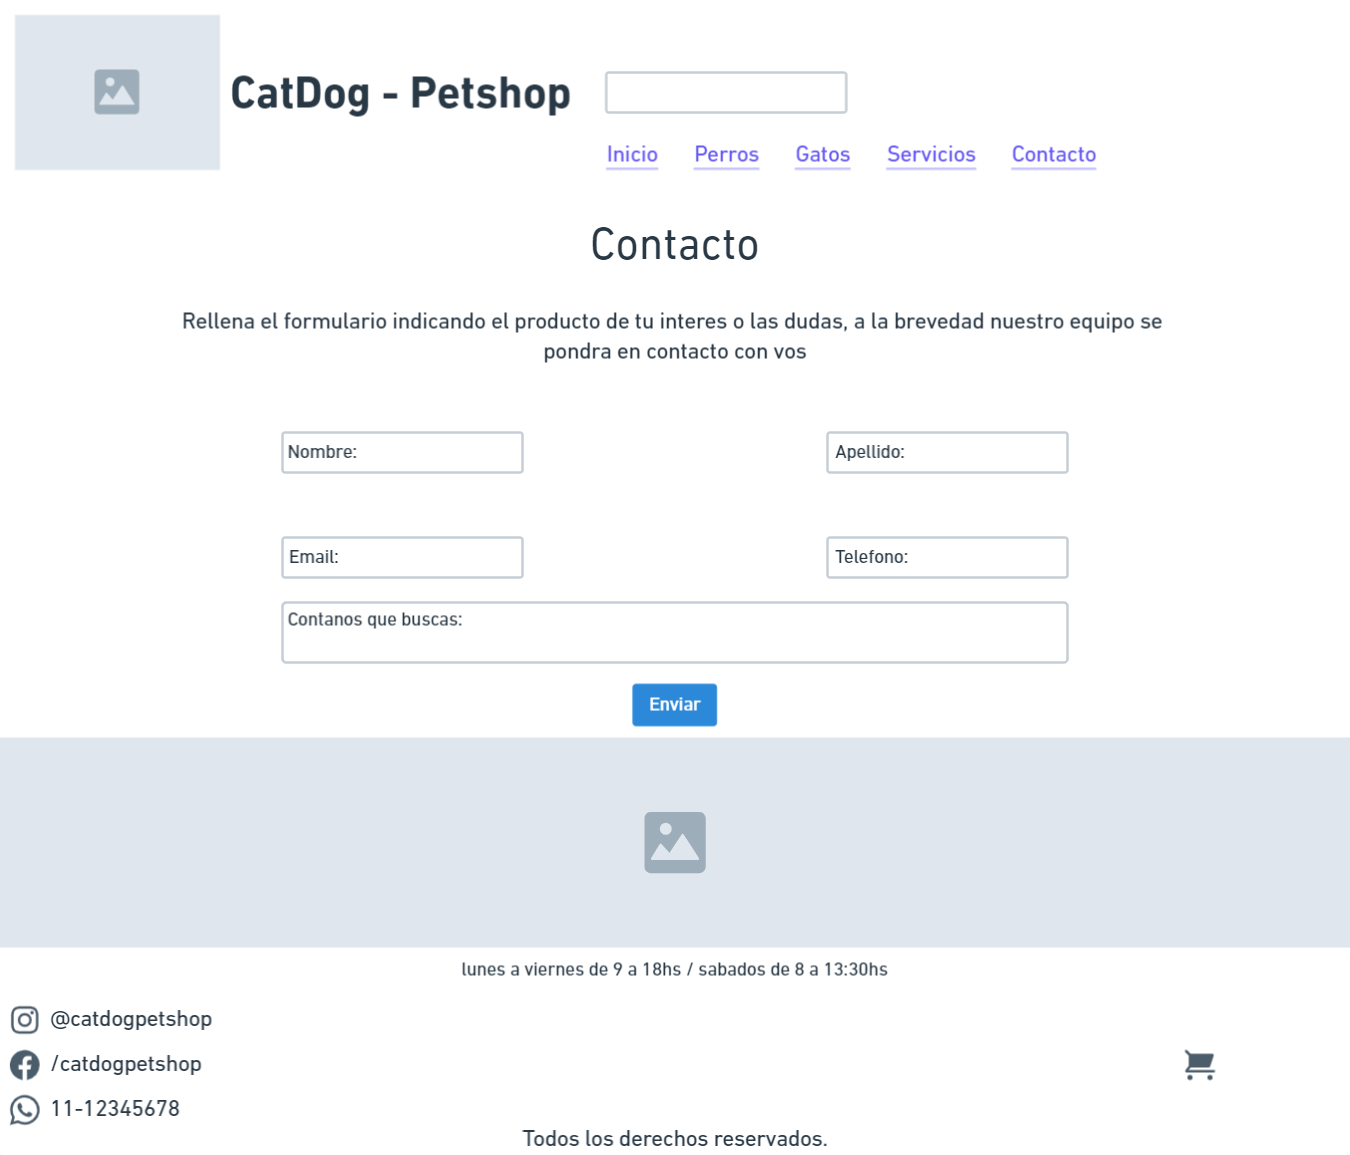 CatDog - Petshop
Inicio Perros Gatos Servicios Contacto
Contacto
Rellena el formulario indicando el producto de tu interes o las dudas, a la brevedad nuestro equipo se
pondra en contacto con vos
Nombre: Apellido:
Email: Telefono:
Contanos que buscas:
Enviar
lunes a viernes de 9 a 18hs / sabados de 8 a 13:30hs
@catdogpetshop
/catdogpetshop
11-12345678
Todos los derechos reservados.